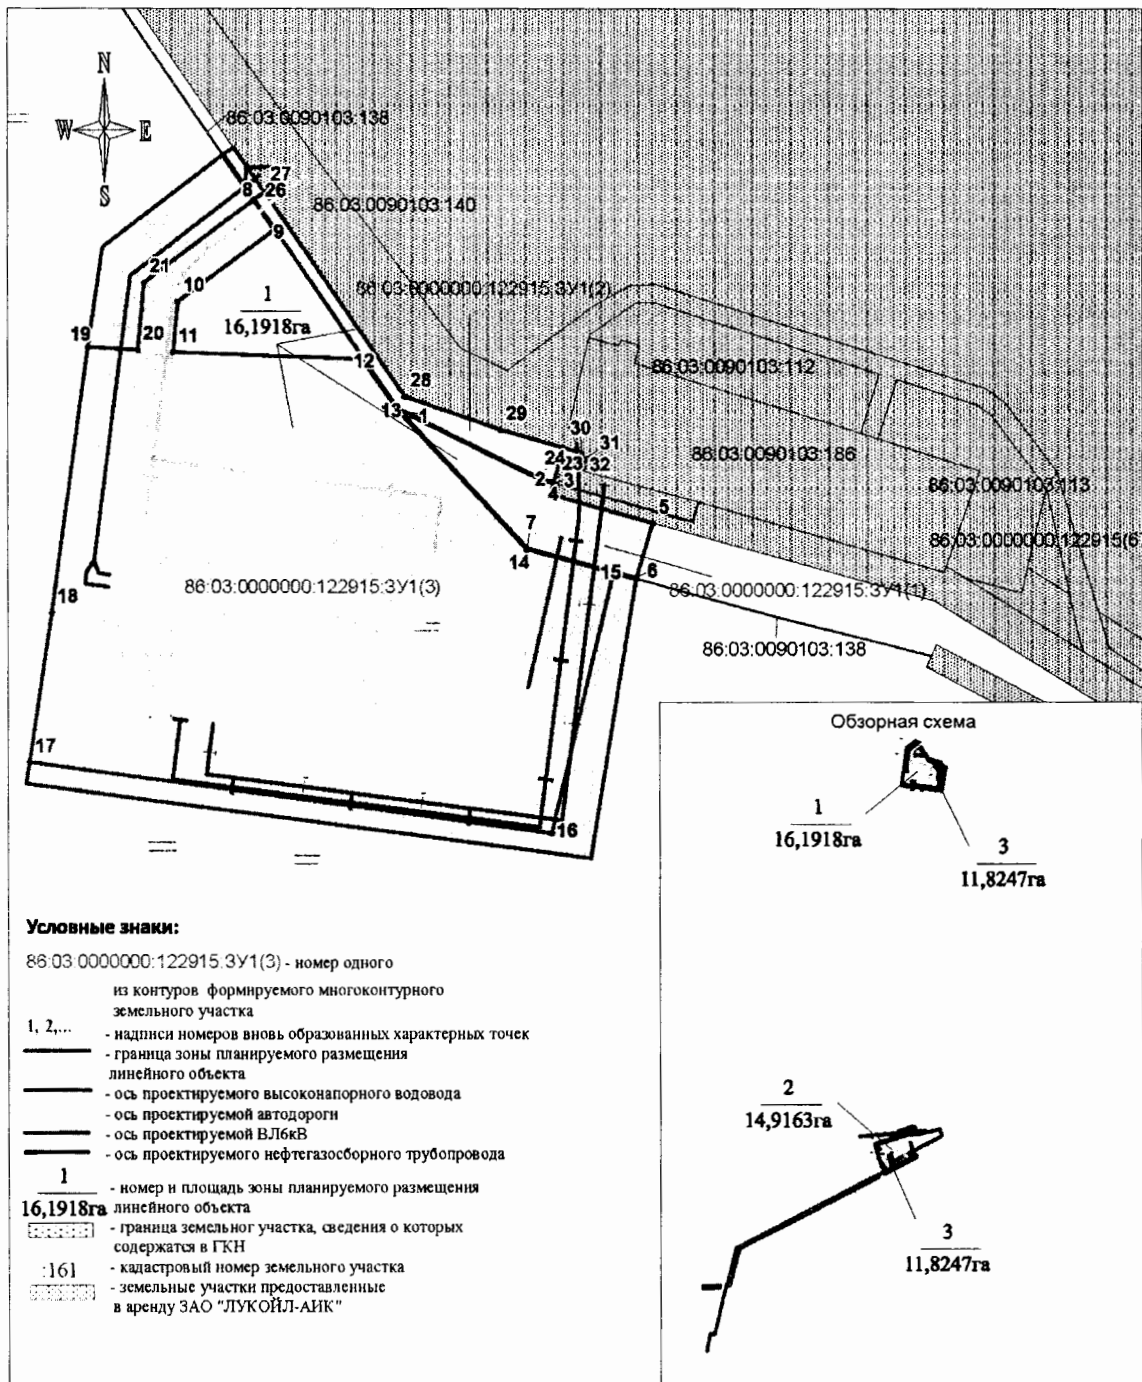 N
W E
S
86:03:0090103:138
27
8 26
86:03:0090103:140
9
21
10
86:03:0000000:122915:ЗУ1(2)
1
16,1918га
19
20
11
12
86:03:0090103:112
28
13 1
29
30
31
24
23 32
86:03:0090103:186
2 3
4
86:03:0090103:113
5
7
14
86:03:0000000:122915(6)
15 6
86:03:0000000:122915:ЗУ1(3)
86:03:0000000:122915:ЗУ1(1)
18
86:03:0090103:138
17
16
Обзорная схема
1
16,1918га
3
11,8247га
2
14,9163га
3
11,8247га
Условные знаки:
86:03:0000000:122915:ЗУ1(3) - номер одного
из контуров формируемого многоконтурного
земельного участка
1, 2,... - надписи номеров вновь образованных характерных точек
- граница зоны планируемого размещения
линейного объекта
- ось проектируемого высоконапорного водовода
- ось проектируемой автодороги
- ось проектируемой ВЛ6кВ
- ось проектируемого нефтегазосборного трубопровода
1
16,1918га
- номер и площадь зоны планируемого размещения
линейного объекта
- граница земельног участка, сведения о которых
содержатся в ГКН
:161 - кадастровый номер земельного участка
- земельные участки предоставленные
в аренду ЗАО "ЛУКОЙЛ-АИК"